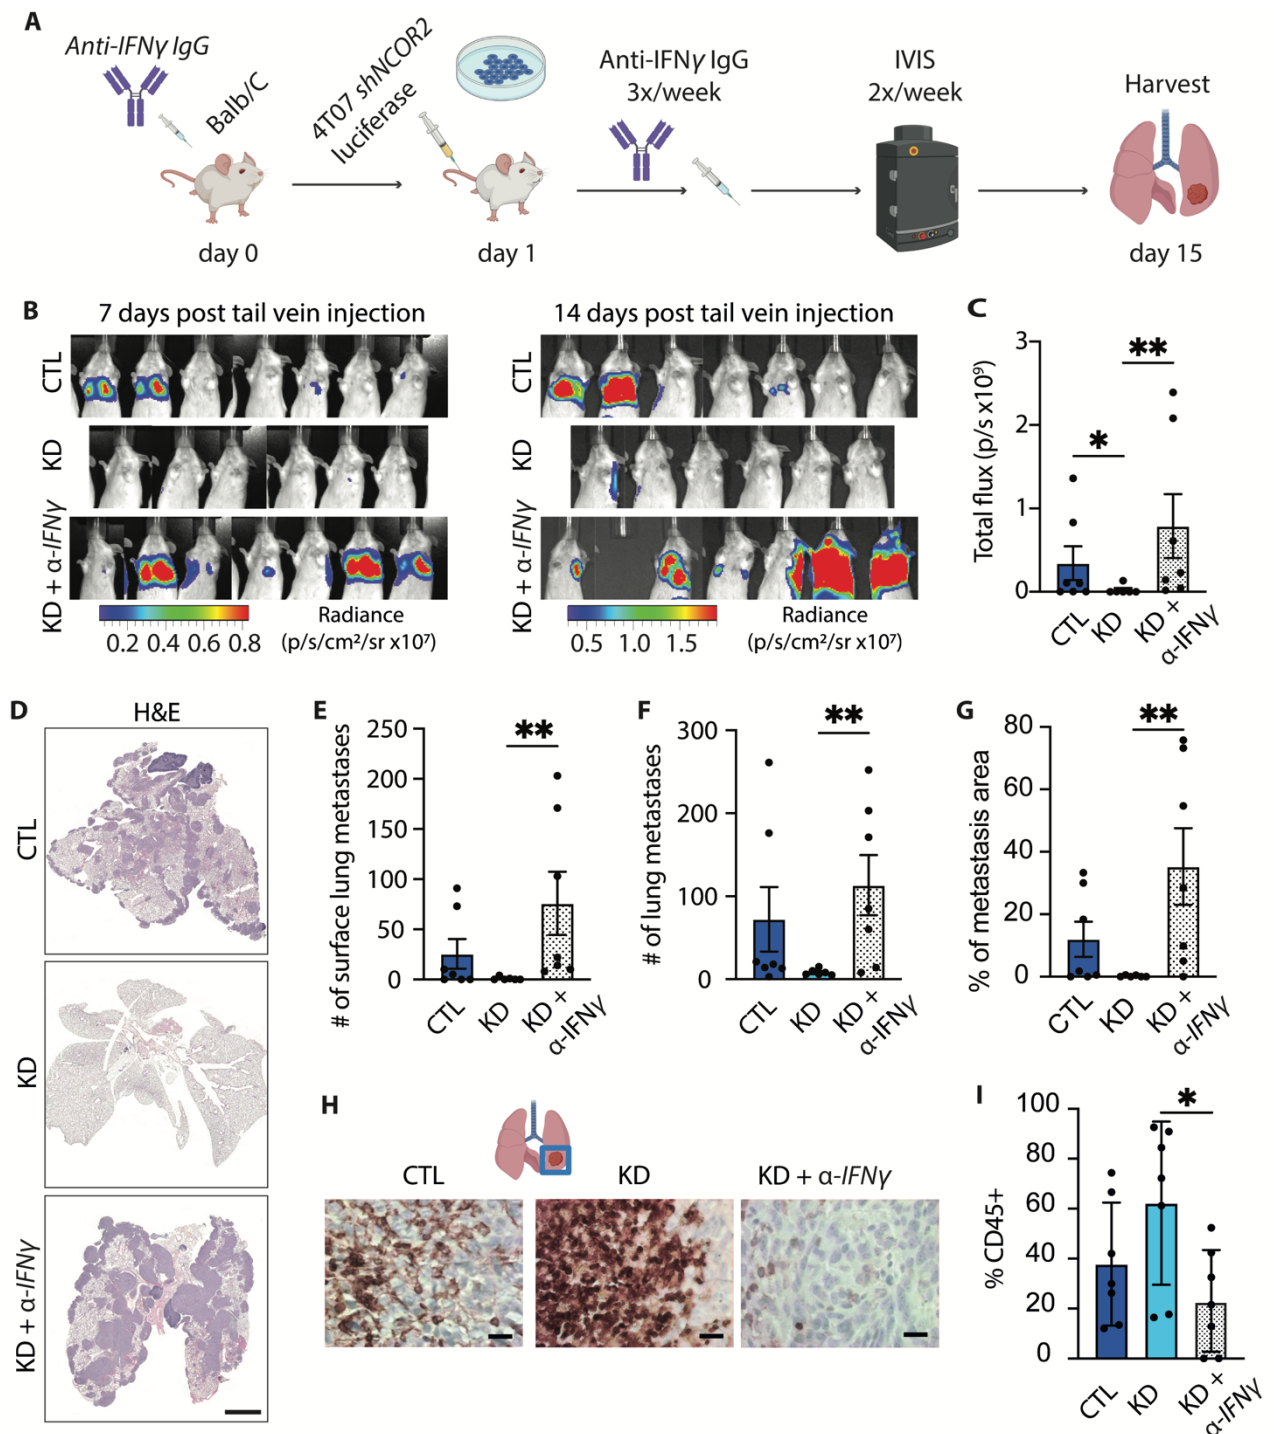 A
Anti-IFNγ IgG
Balb/C
day 0
4T07 shNCOR2
luciferase
day 1
Anti-IFNγ IgG
3x/week
IVIS
2x/week
Harvest
day 15
B
7 days post tail vein injection
14 days post tail vein injection
CTL
KD
KD + α-IFNγ
0.2 0.4 0.6 0.8
Radiance
(p/s/cm²/sr x10⁷)
CTL
KD
KD + α-IFNγ
0.5 1.0 1.5
Radiance
(p/s/cm²/sr x10⁷)
C
Total flux (p/s x10⁹)
3
2
1
0
*
**
CTL
KD
KD +
α-IFNγ
D
H&E
CTL
KD
KD + α-IFNγ
E
# of surface lung metastases
250
200
150
100
50
0
**
CTL
KD
KD +
α-IFNγ
F
# of lung metastases
300
200
100
0
**
CTL
KD
KD +
α-IFNγ
G
% of metastasis area
80
60
40
20
0
**
CTL
KD
KD +
α-IFNγ
H
CTL
KD
KD + α-IFNγ
I
% CD45+
100
80
60
40
20
0
*
CTL
KD
KD +
α-IFNγ